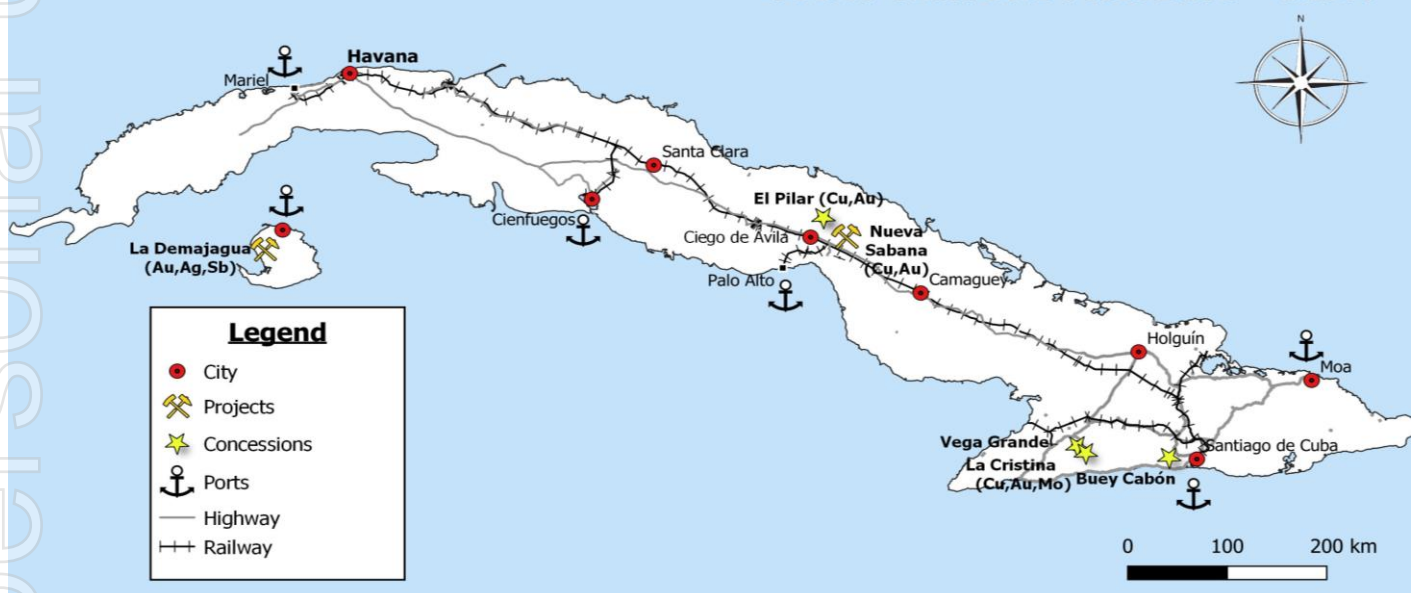 N
Havana
Mariel
Santa Clara
El Pilar (Cu,Au)
Cienfuegos
Ciego de Ávila
Nueva
Sabana
(Cu,Au)
La Demajagua
(Au,Ag,Sb)
Palo Alto
Camaguey
Legend
City
Projects
Concessions
Ports
Highway
Railway
Holguín
Moa
Vega Grande
La Cristina
(Cu,Au,Mo)
Buey Cabón
Santiago de Cuba
0 100 200 km